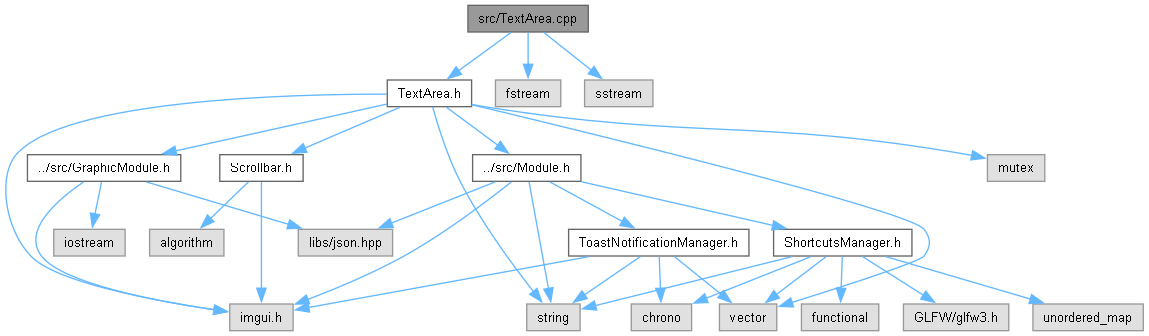 src/TextArea.cpp
TextArea.h
fstream
sstream
../src/GraphicModule.h
Scrollbar.h
../src/Module.h
mutex
iostream
algorithm
libs/json.hpp
ToastNotificationManager.h
ShortcutsManager.h
imgui.h
string
chrono
vector
functional
GLFW/glfw3.h
unordered_map